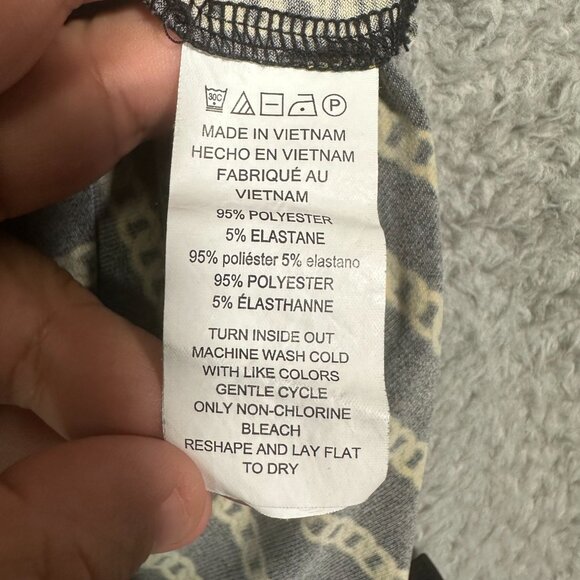 30C P
MADE IN VIETNAM
HECHO EN VIETNAM
FABRIQUÉ AU
VIETNAM
95% POLYESTER
5% ELASTANE
95% poliéster 5% elastano
95% POLYESTER
5% ÉLASTHANNE
TURN INSIDE OUT
MACHINE WASH COLD
WITH LIKE COLORS
GENTLE CYCLE
ONLY NON-CHLORINE
BLEACH
RESHAPE AND LAY FLAT
TO DRY